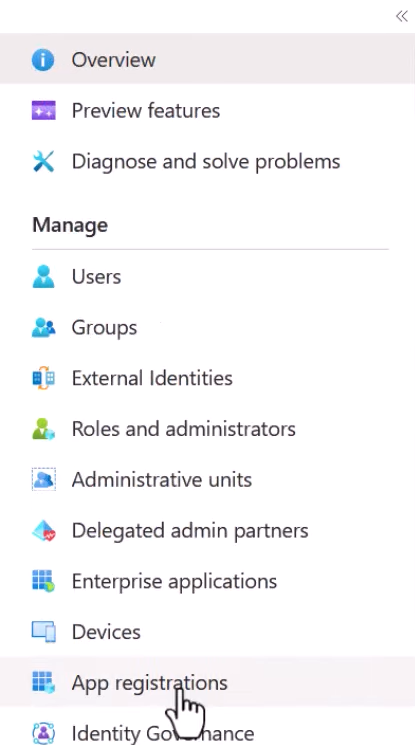 Overview
Preview features
Diagnose and solve problems
Manage
Users
Groups
External Identities
Roles and administrators
Administrative units
Delegated admin partners
Enterprise applications
Devices
App registrations
Identity Governance